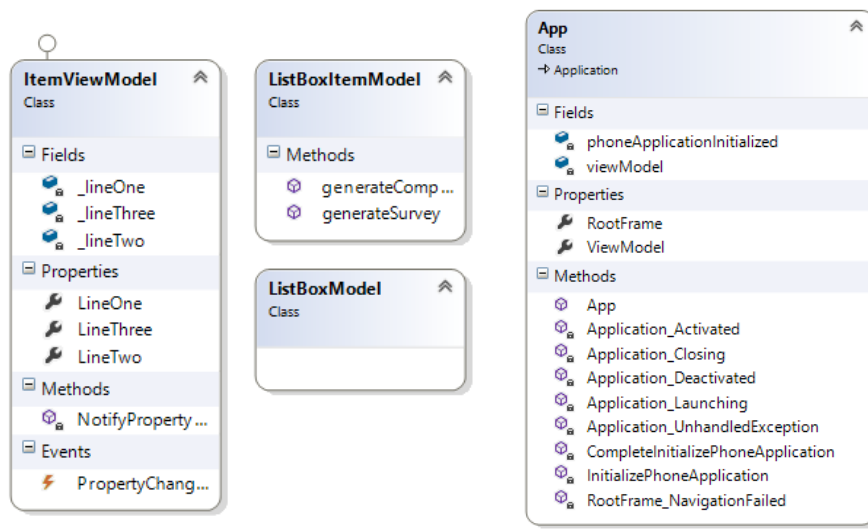 ItemViewModel
Class
Fields
_lineOne
_lineThree
_lineTwo
Properties
LineOne
LineThree
LineTwo
Methods
NotifyProperty...
Events
PropertyChang...
ListBoxItemModel
Class
Methods
generateComp...
generateSurvey
ListBoxModel
Class
App
Class
Application
Fields
phoneApplicationInitialized
viewModel
Properties
RootFrame
ViewModel
Methods
App
Application_Activated
Application_Closing
Application_Deactivated
Application_Launching
Application_UnhandledException
CompleteInitializePhoneApplication
InitializePhoneApplication
RootFrame_NavigationFailed